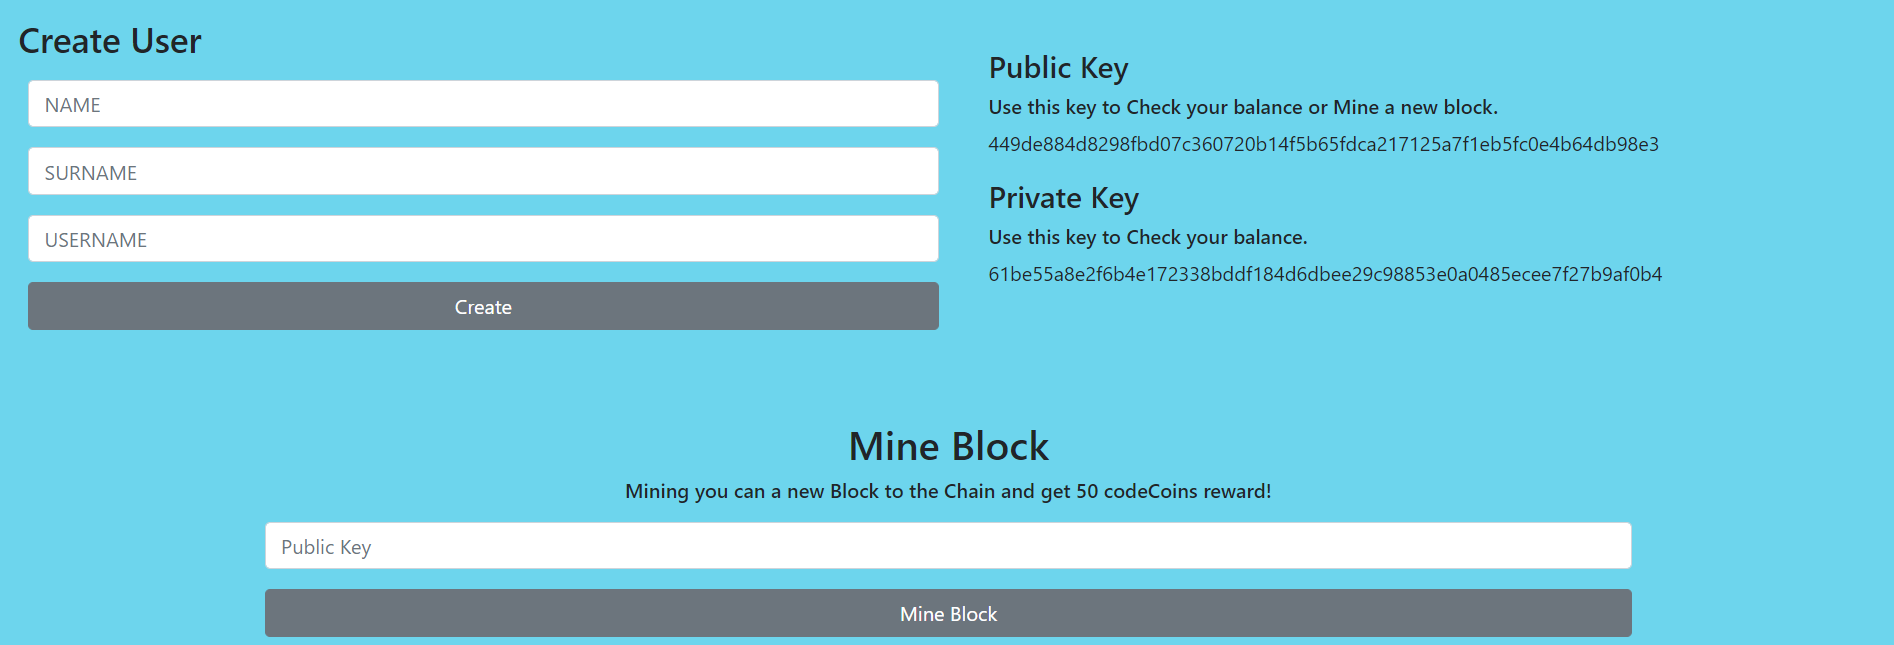 Create User
NAME
SURNAME
USERNAME
Create
Public Key
Use this key to Check your balance or Mine a new block.
449de884d8298fbd07c360720b14f5b65fdca217125a7f1eb5fc0e4b64db98e3
Private Key
Use this key to Check your balance.
61be55a8e2f6b4e172338bddf184d6dbee29c98853e0a0485ecee7f27b9af0b4
Mine Block
Mining you can a new Block to the Chain and get 50 codeCoins reward!
Public Key
Mine Block